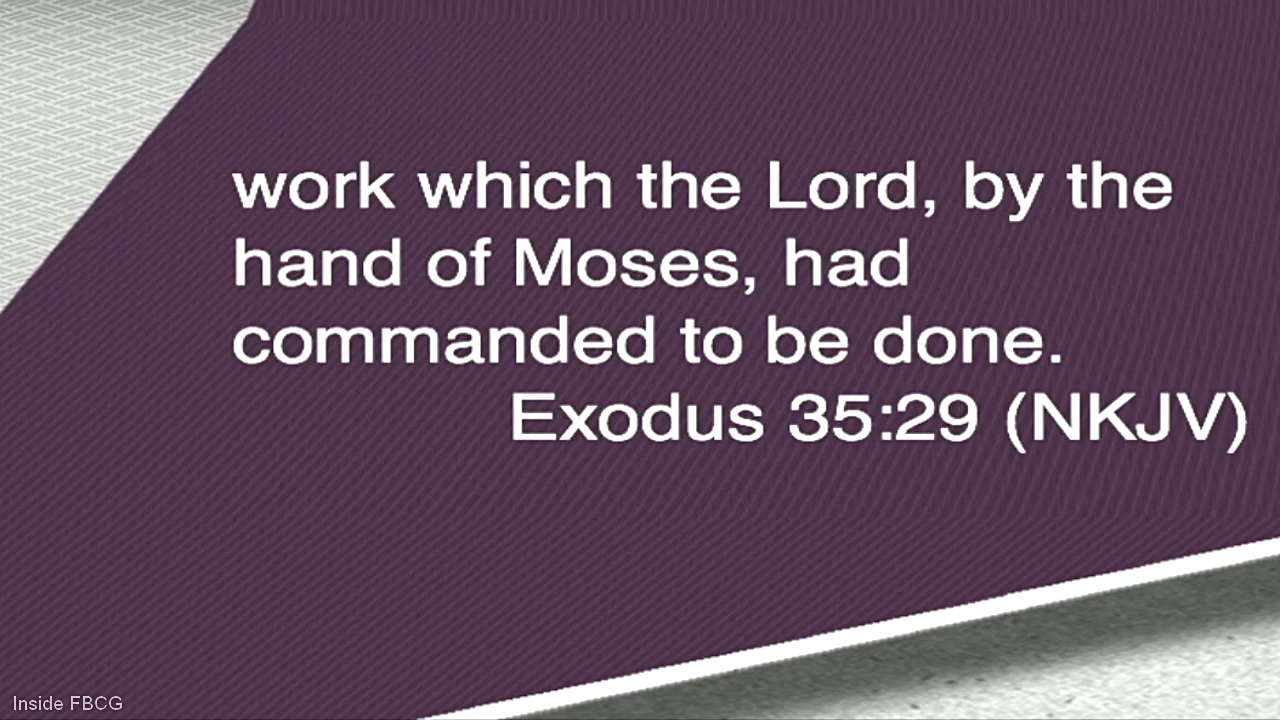 work which the Lord, by the
hand of Moses, had
commanded to be done.
Exodus 35:29 (NKJV)
Inside FBCG